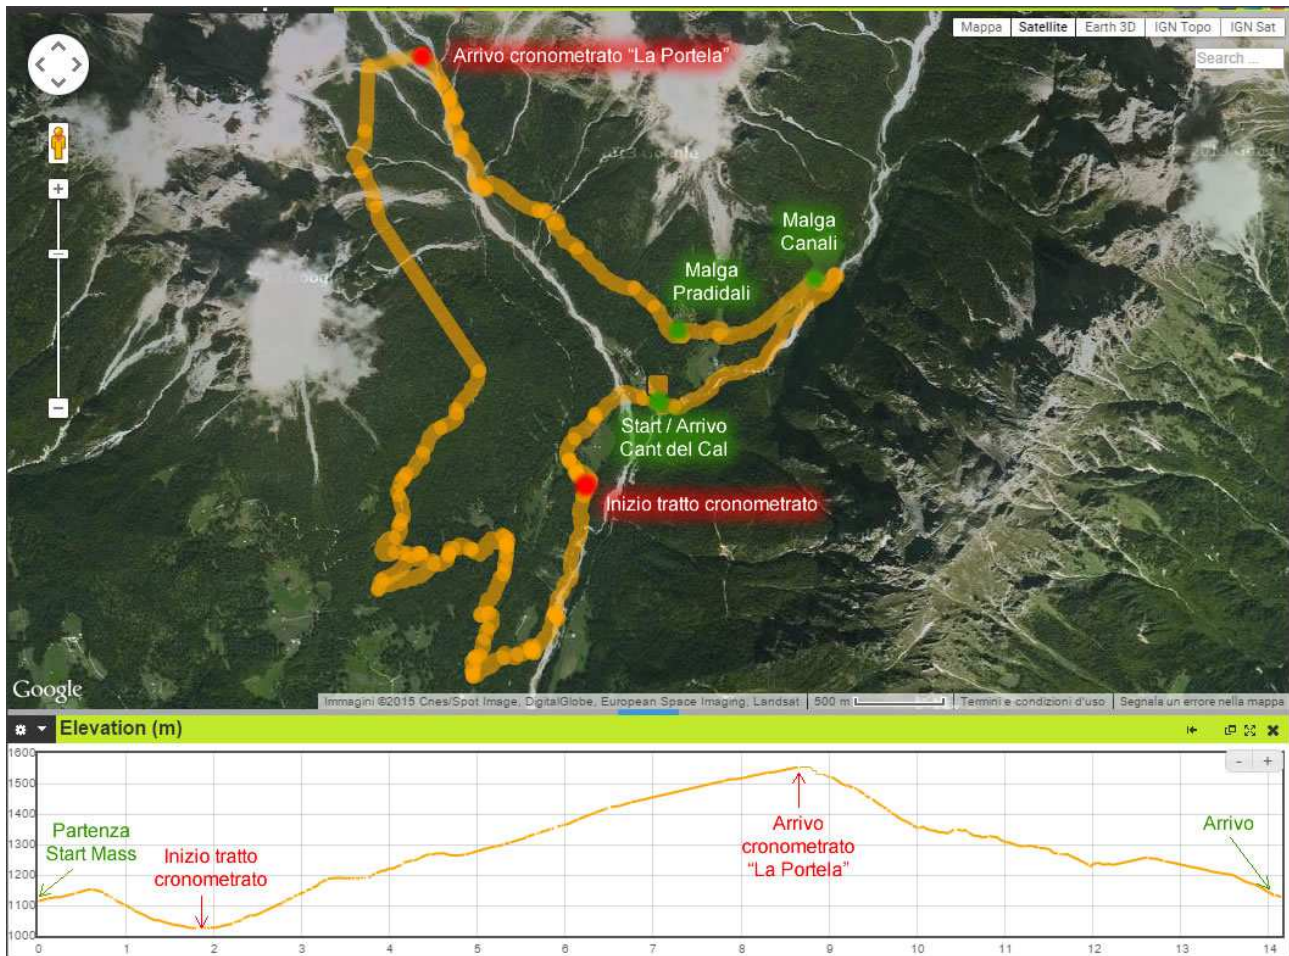 Mappa
Satellite
Earth 3D
IGN Topo
IGN Sat
Search ...
Arrivo cronometrato “La Portela”
Malga
Canali
Malga
Pradidali
Start / Arrivo
Cant del Cal
Inizio tratto cronometrato
Google
Immagini ©2015 Cnes/Spot Image, DigitalGlobe, European Space Imaging, Landsat
500 m
Termini e condizioni d'uso
Segnala un errore nella mappa
Elevation (m)
1600
1500
1400
1300
1200
1100
1000
Partenza
Start Mass
Inizio tratto
cronometrato
Arrivo
cronometrato
“La Portela”
Arrivo
- +
0 1 2 3 4 5 6 7 8 9 10 11 12 13 14